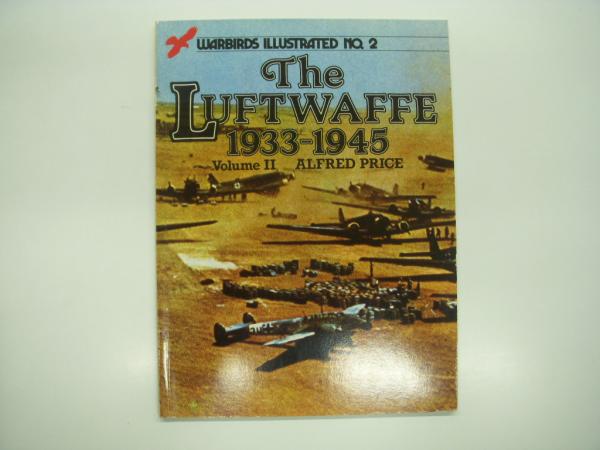 WARBIRDS ILLUSTRATED NO. 2
The
LUFTWAFFE
1933-1945
Volume II ALFRED PRICE